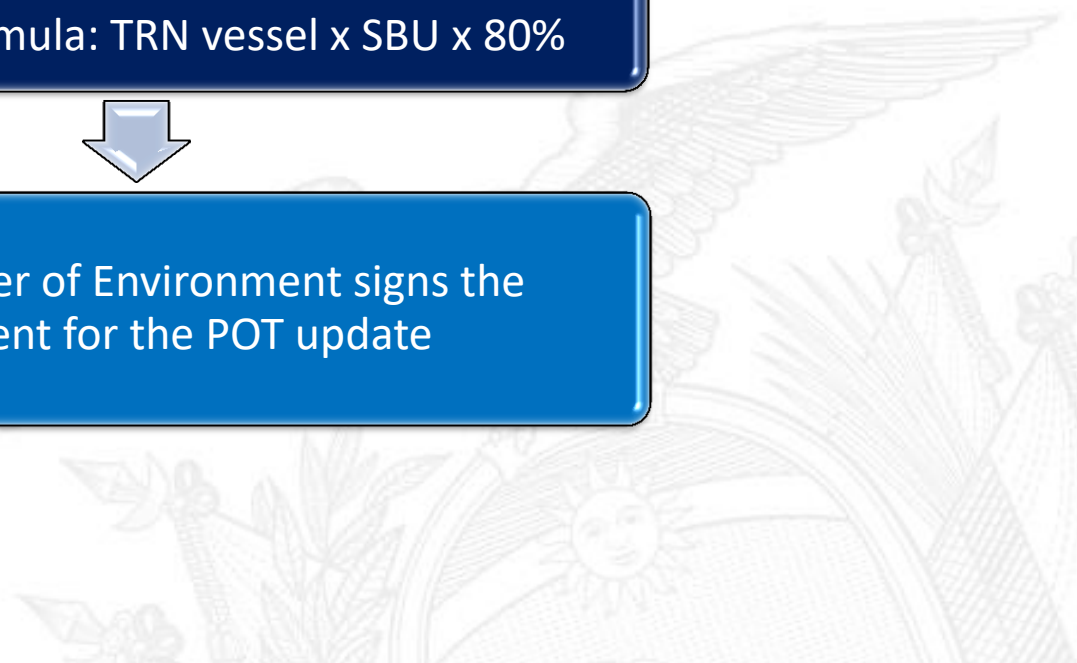 mula: TRN vessel x SBU x 80%
er of Environment signs the
ent for the POT update